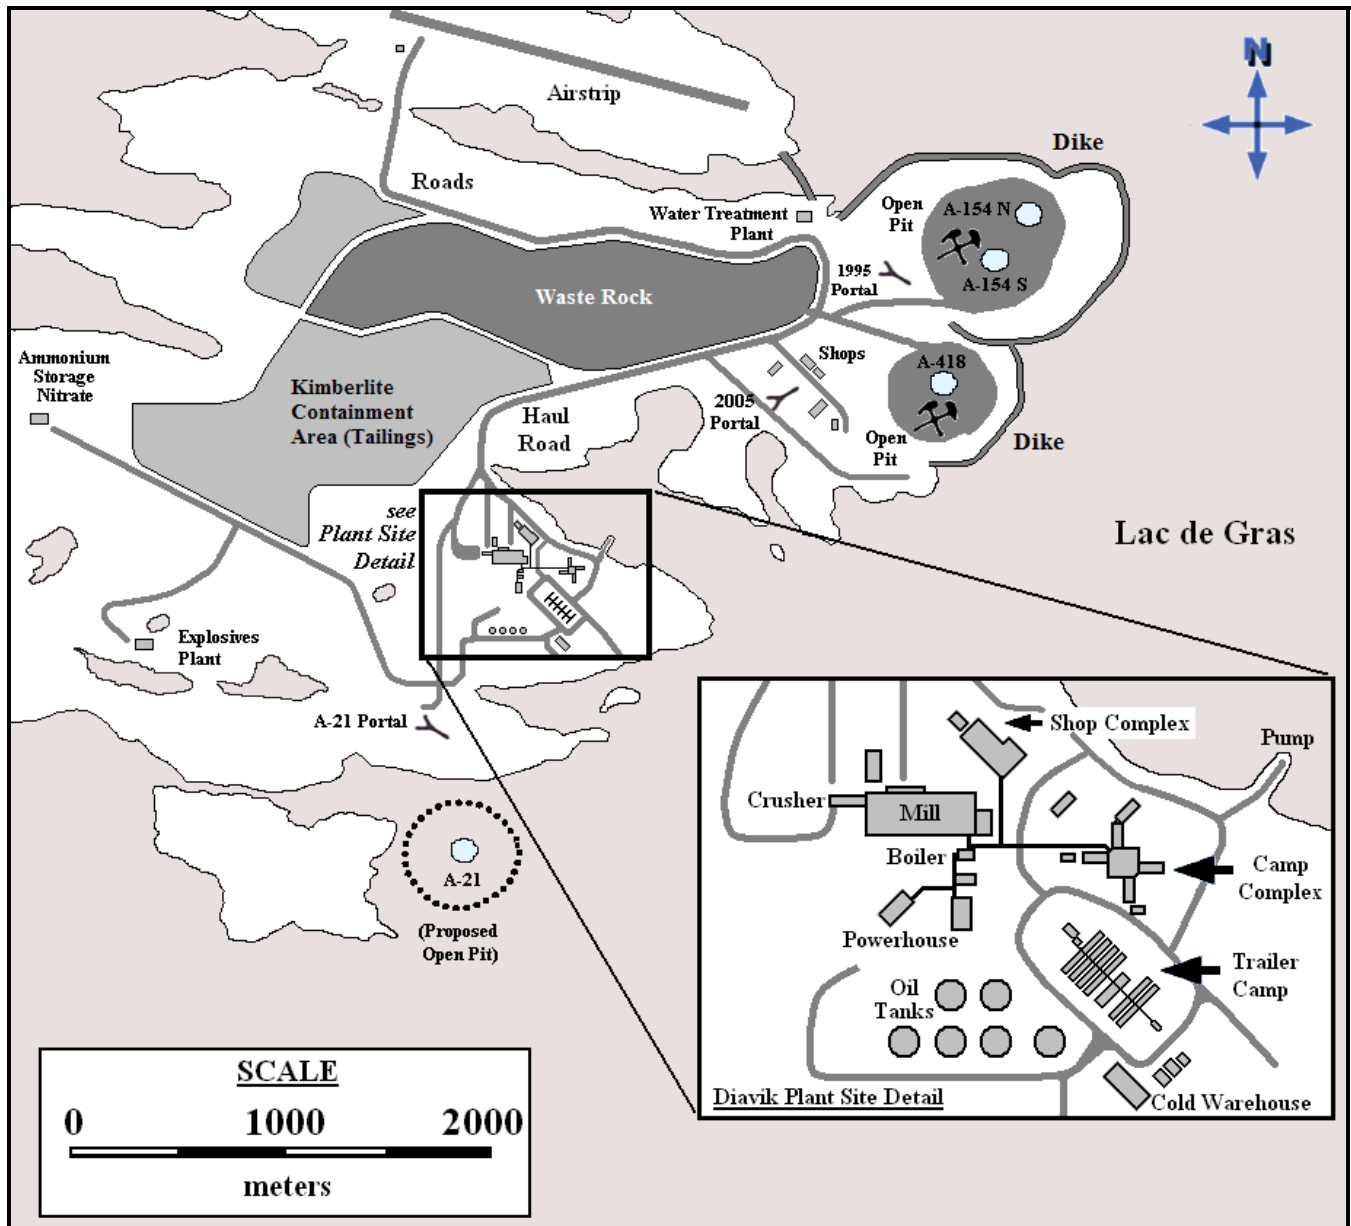 N
Airstrip
Dike
Roads
Open
Pit
A-154 N
Water Treatment
Plant
1995
Portal
A-154 S
Waste Rock
Shops
A-418
Ammonium
Storage
Nitrate
Kimberlite
Containment
Area (Tailings)
2005
Portal
Haul
Road
Open
Pit
Dike
see
Plant Site
Detail
Lac de Gras
Explosives
Plant
A-21 Portal
A-21
(Proposed
Open Pit)
Shop Complex
Pump
Crusher
Mill
Boiler
Camp
Complex
Powerhouse
Trailer
Camp
Oil
Tanks
Diavik Plant Site Detail
Cold Warehouse
SCALE
0 1000 2000
meters